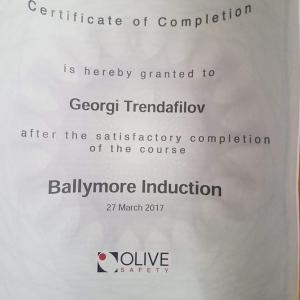 Certificate of Completion
is hereby granted to
Georgi Trendafilov
after the satisfactory completion
of the course
Ballymore Induction
27 March 2017
OLIVE
SAFETY